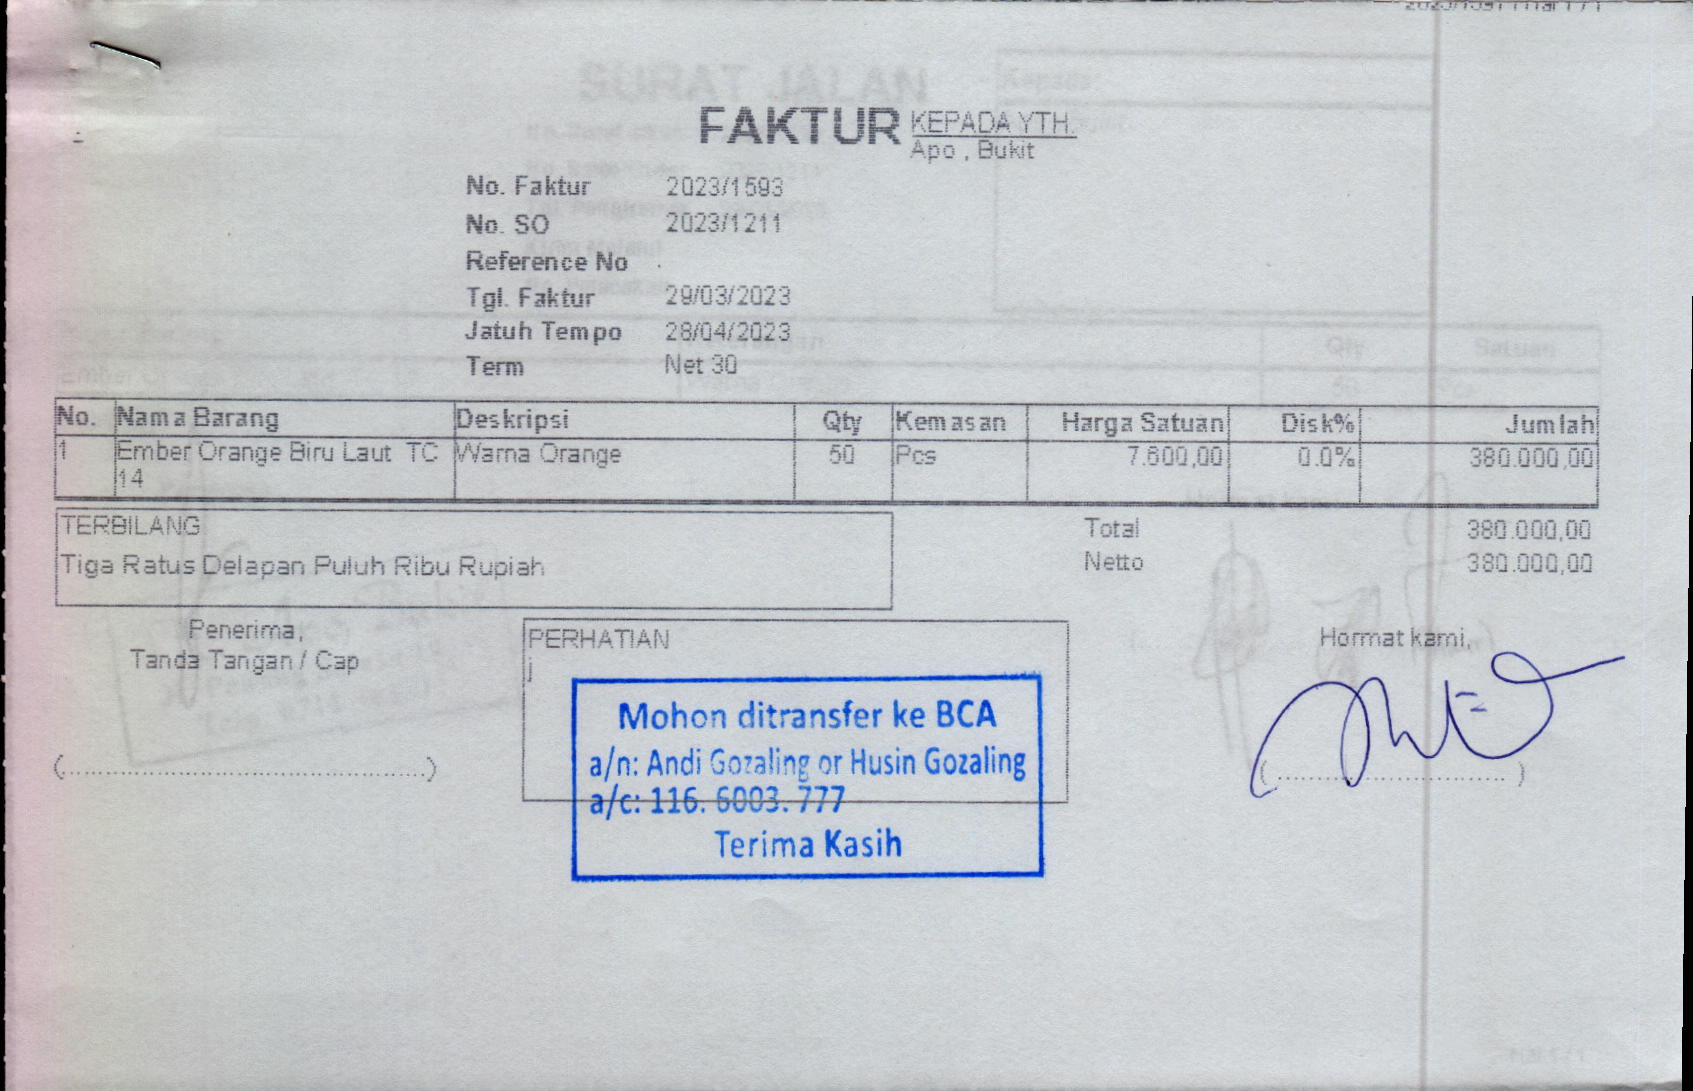 FAKTUR
KEPADA YTH.
Apo , Bukit
No. Faktur 2023/1593
No. SO 2023/1211
Reference No .
Tgl. Faktur 29/03/2023
Jatuh Tempo 28/04/2023
Term Net 30
No. Nama Barang Deskripsi Qty Kemasan Harga Satuan Disk% Jumlah
1 Ember Orange Biru Laut TC Warna Orange 50 Pcs 7.600,00 0.0% 380.000,00
14
TERBILANG Total 380.000,00
Tiga Ratus Delapan Puluh Ribu Rupiah Netto 380.000,00
Penerima,
Tanda Tangan / Cap
PERHATIAN
j
Hormat kami,
Mohon ditransfer ke BCA
a/n: Andi Gozaling or Husin Gozaling
a/c: 116. 6003. 777
Terima Kasih